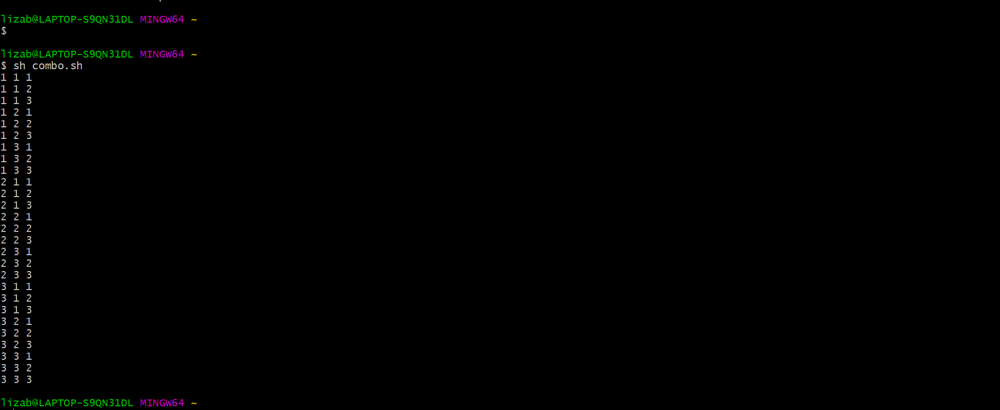 lizab@LAPTOP-S9QN31DL MINGW64 ~
$
lizab@LAPTOP-S9QN31DL MINGW64 ~
$ sh combo.sh
1 1 1
1 1 2
1 1 3
1 2 1
1 2 2
1 2 3
1 3 1
1 3 2
1 3 3
2 1 1
2 1 2
2 1 3
2 2 1
2 2 2
2 2 3
2 3 1
2 3 2
2 3 3
3 1 1
3 1 2
3 1 3
3 2 1
3 2 2
3 2 3
3 3 1
3 3 2
3 3 3
lizab@LAPTOP-S9QN31DL MINGW64 ~